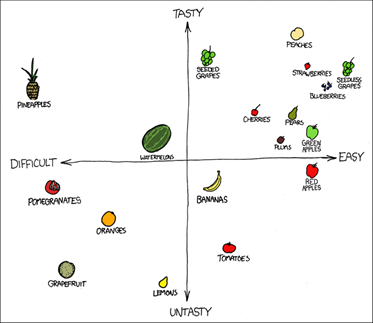 TASTY
PEACHES
SEEDED
GRAPES
STRAWBERRIES
SEEDLESS
GRAPES
BLUEBERRIES
PINEAPPLES
CHERRIES
PEARS
GREEN
APPLES
PLUMS
WATERMELONS
DIFFICULT
EASY
RED
APPLES
POMEGRANATES
BANANAS
ORANGES
TOMATOES
GRAPEFRUIT
LEMONS
UNTASTY